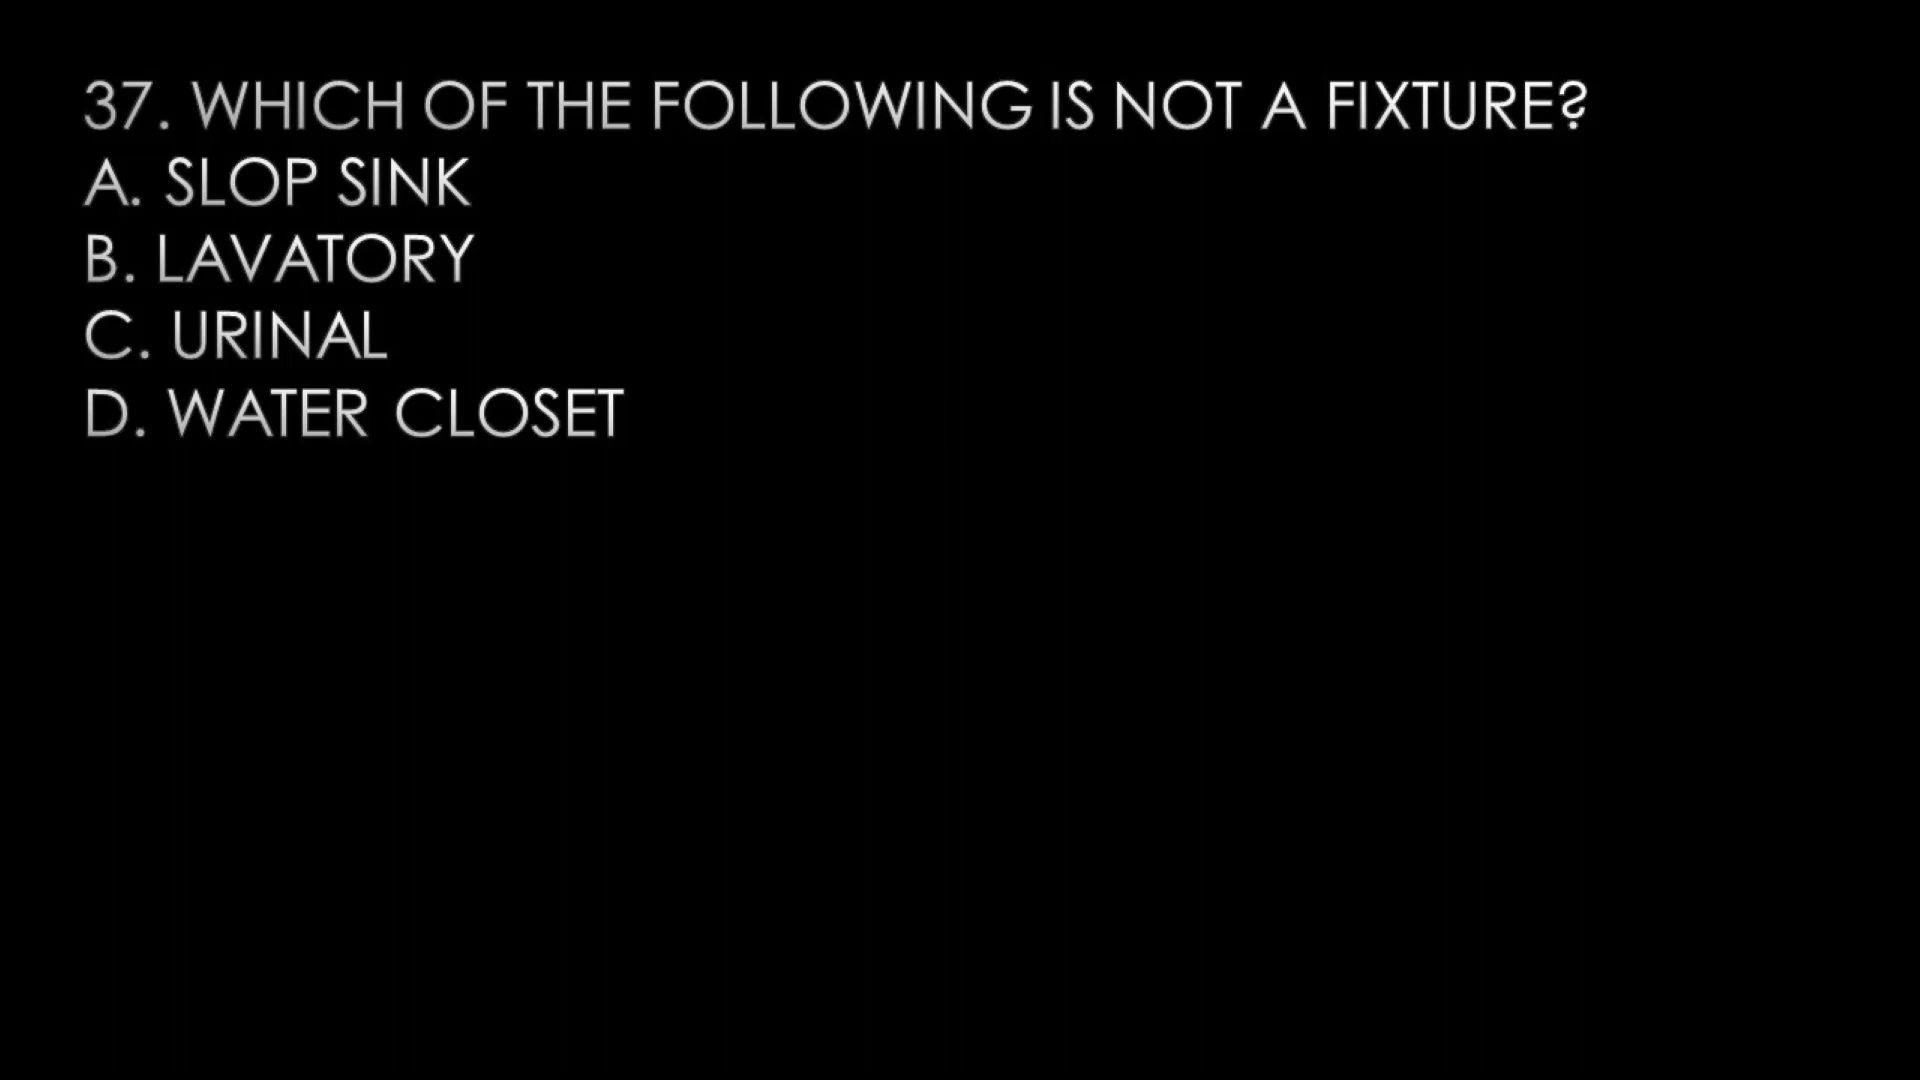 37. WHICH OF THE FOLLOWING IS NOT A FIXTURE?
A. SLOP SINK
B. LAVATORY
C. URINAL
D. WATER CLOSET